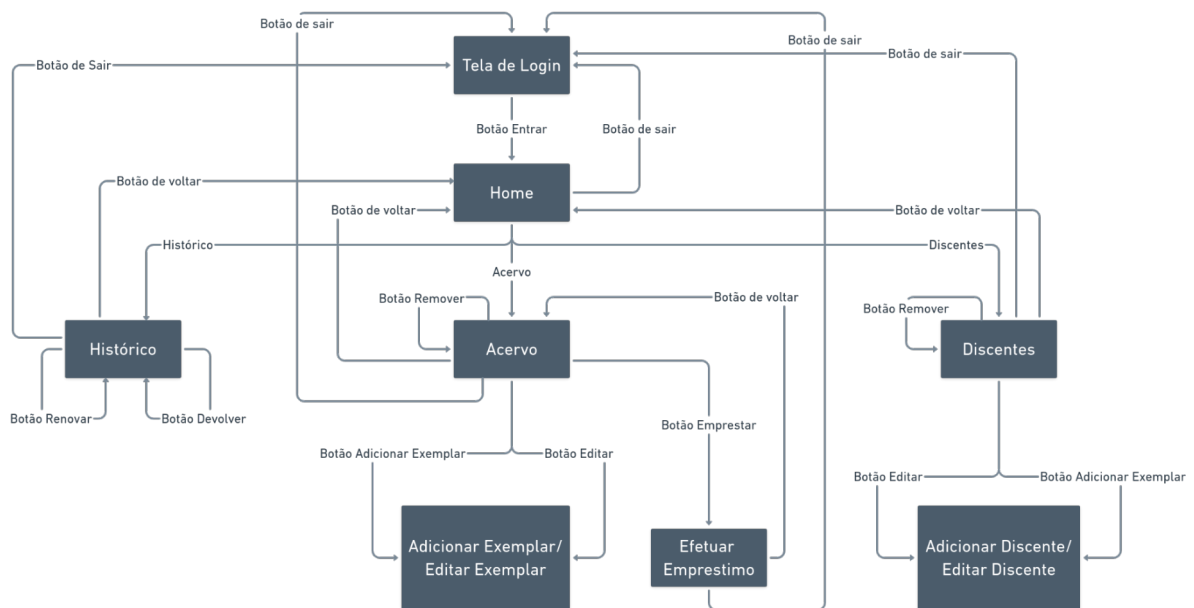 Botão de sair
Botão de sair
Botão de sair
Botão de Sair
Tela de Login
Botão Entrar
Botão de sair
Botão de voltar
Home
Botão de voltar
Botão de voltar
Histórico
Discentes
Acervo
Botão Remover
Botão de voltar
Botão Remover
Histórico
Acervo
Discentes
Botão Renovar
Botão Devolver
Botão Emprestar
Botão Adicionar Exemplar
Botão Editar
Botão Editar
Botão Adicionar Exemplar
Adicionar Exemplar/
Editar Exemplar
Efetuar
Emprestimo
Adicionar Discente/
Editar Discente